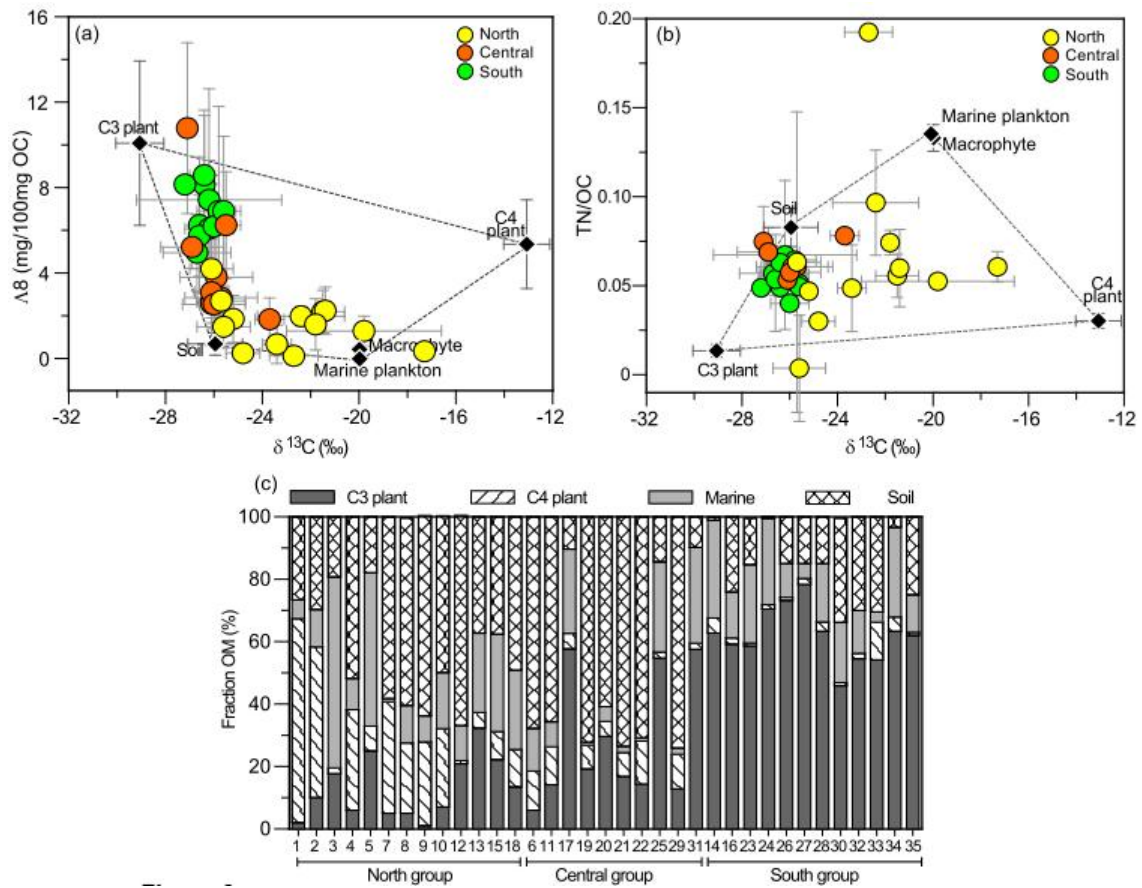 (a)
North
Central
South
16
12
8
4
0
Λ8 (mg/100mg OC)
C3 plant
C4
plant
Soil
Macrophyte
Marine plankton
-32 -28 -24 -20 -16 -12
δ ¹³C (‰)
(b)
North
Central
South
0.20
0.15
0.10
0.05
0
TN/OC
Marine plankton
Macrophyte
Soil
C4
plant
C3 plant
-32 -28 -24 -20 -16 -12
δ ¹³C (‰)
(c)
C3 plant C4 plant Marine Soil
100
80
60
40
20
0
Fraction OM (%)
1 2 3 4 5 7 8 9 10 12 13 15 18 6 11 17 19 20 21 22 25 29 31 14 16 23 24 26 27 28 30 32 33 34 35
North group Central group South group